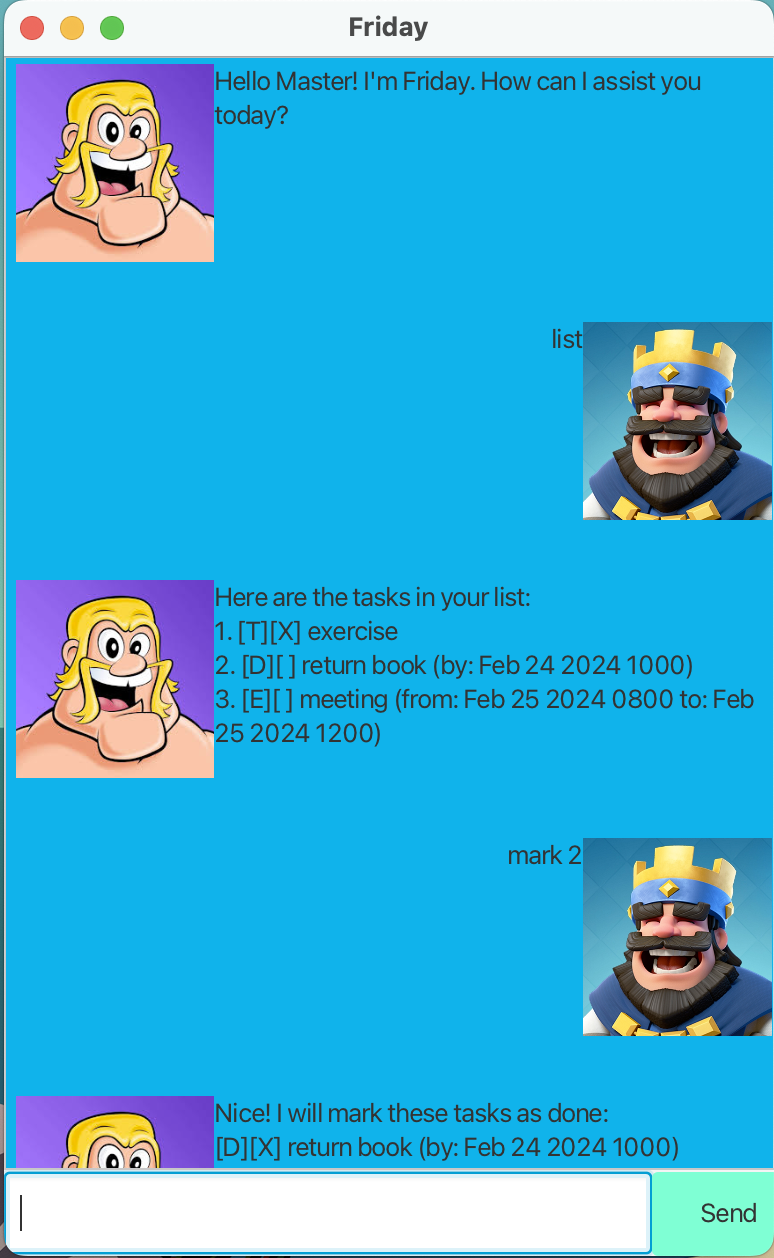 Friday
Hello Master! I'm Friday. How can I assist you
today?
list
Here are the tasks in your list:
1. [T][X] exercise
2. [D][ ] return book (by: Feb 24 2024 1000)
3. [E][ ] meeting (from: Feb 25 2024 0800 to: Feb
25 2024 1200)
mark 2
Nice! I will mark these tasks as done:
[D][X] return book (by: Feb 24 2024 1000)
Send